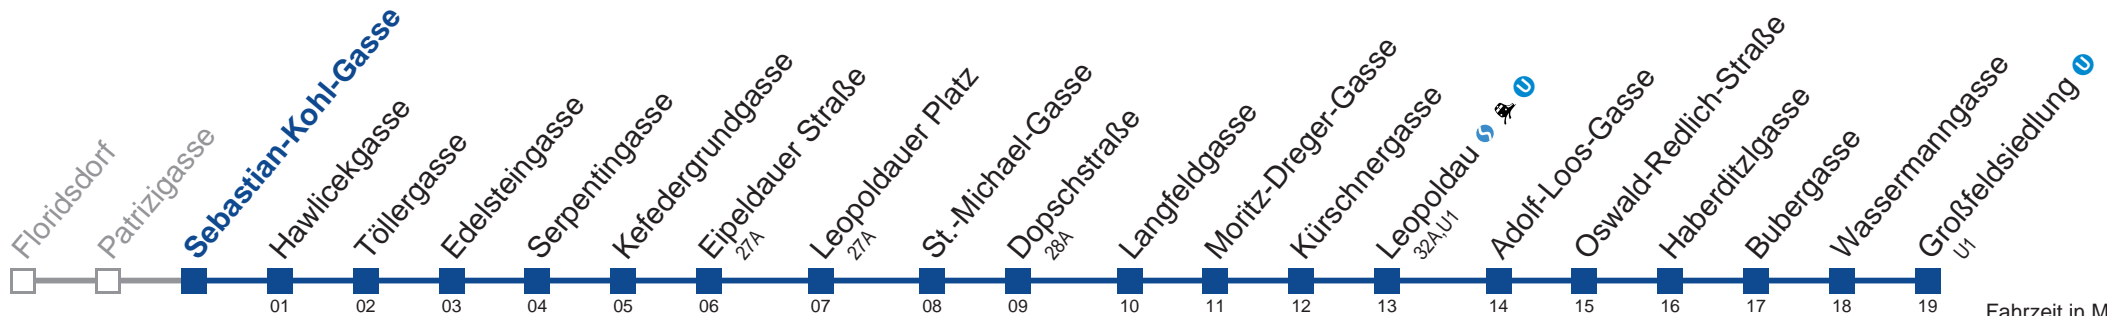 Floridsdorf
Patrizigasse
Sebastian-Kohl-Gasse
Hawlicekgasse
Töllergasse
Edelsteingasse
Serpentingasse
Kefedergrundgasse
Eipeldauer Straße
27A
Leopoldauer Platz
27A
St.-Michael-Gasse
Dopschstraße
28A
Langfeldgasse
Moritz-Dreger-Gasse
Kürschnergasse
Leopoldau S U
32A,U1
Adolf-Loos-Gasse
Oswald-Redlich-Straße
Haberditzlgasse
Bubergasse
Wassermanngasse
Großfeldsiedlung U
U1
01 02 03 04 05 06 07 08 09 10 11 12 13 14 15 16 17 18 19
Fahrzeit in M